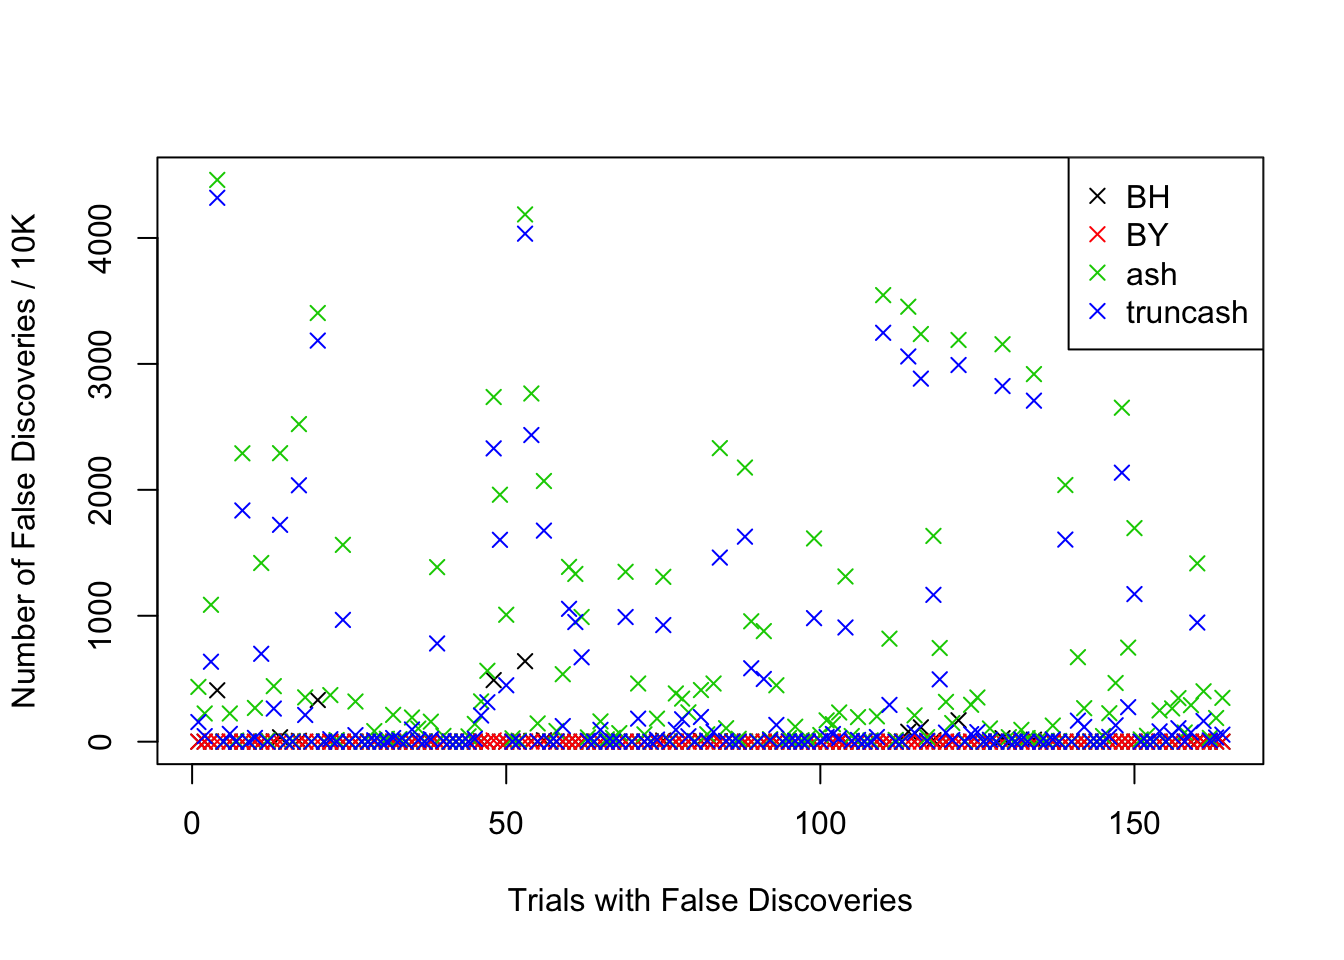 Number of False Discoveries / 10K
4000
3000
2000
1000
0
0
50
100
150
Trials with False Discoveries
BH
BY
ash
truncash